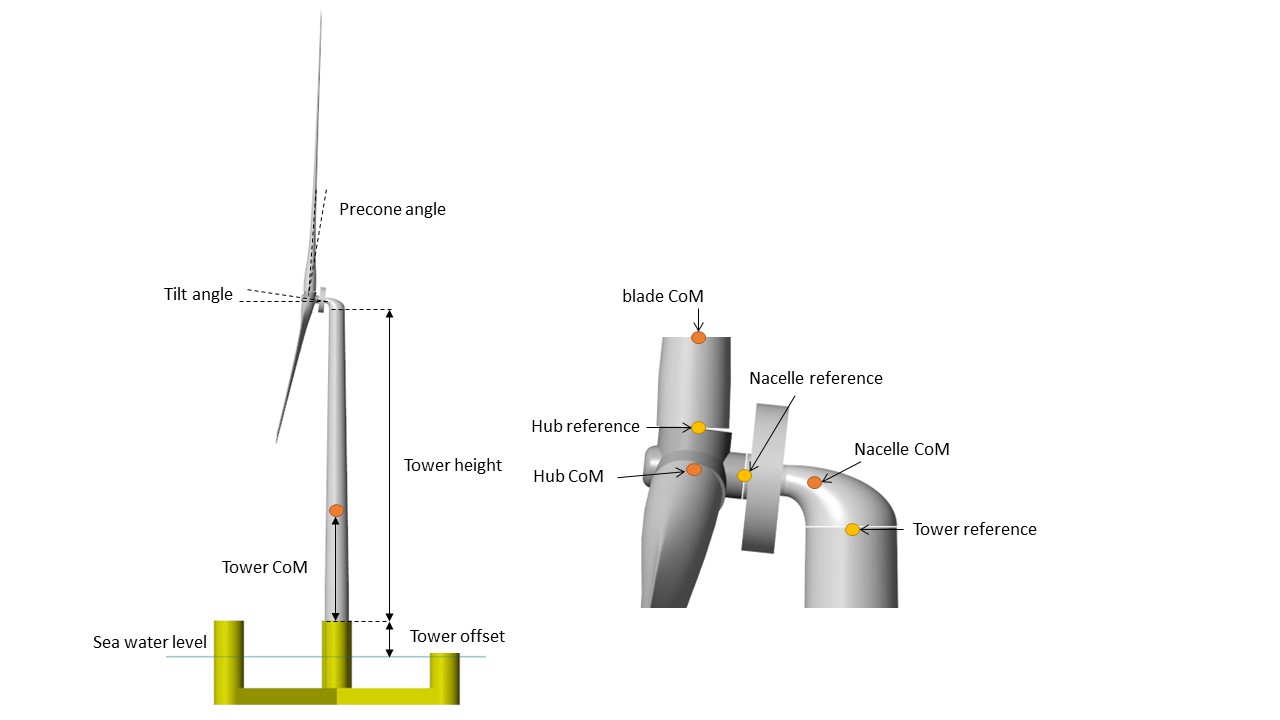 Precone angle
Tilt angle
Tower height
Tower CoM
Sea water level
Tower offset
blade CoM
Nacelle reference
Hub reference
Nacelle CoM
Hub CoM
Tower reference